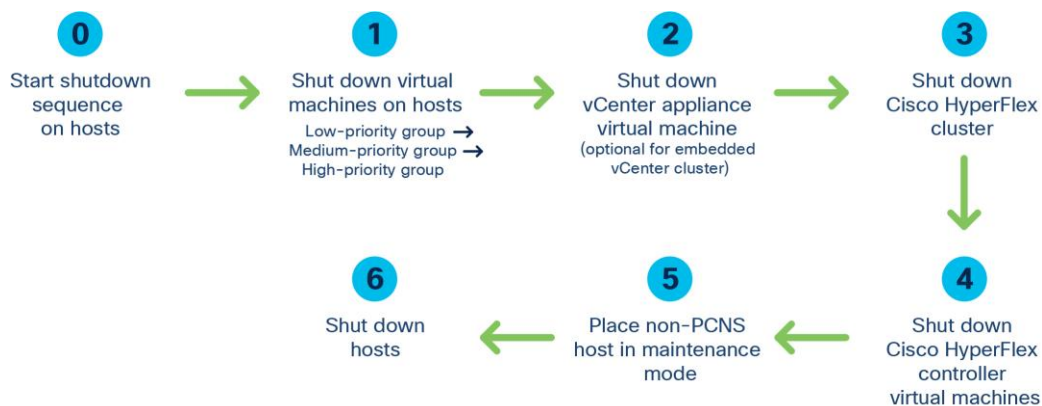 0
Start shutdown
sequence
on hosts
1
Shut down virtual
machines on hosts
Low-priority group →
Medium-priority group →
High-priority group
2
Shut down
vCenter appliance
virtual machine
(optional for embedded
vCenter cluster)
3
Shut down
Cisco HyperFlex
cluster
4
Shut down
Cisco HyperFlex
controller
virtual machines
5
Place non-PCNS
host in maintenance
mode
6
Shut down
hosts